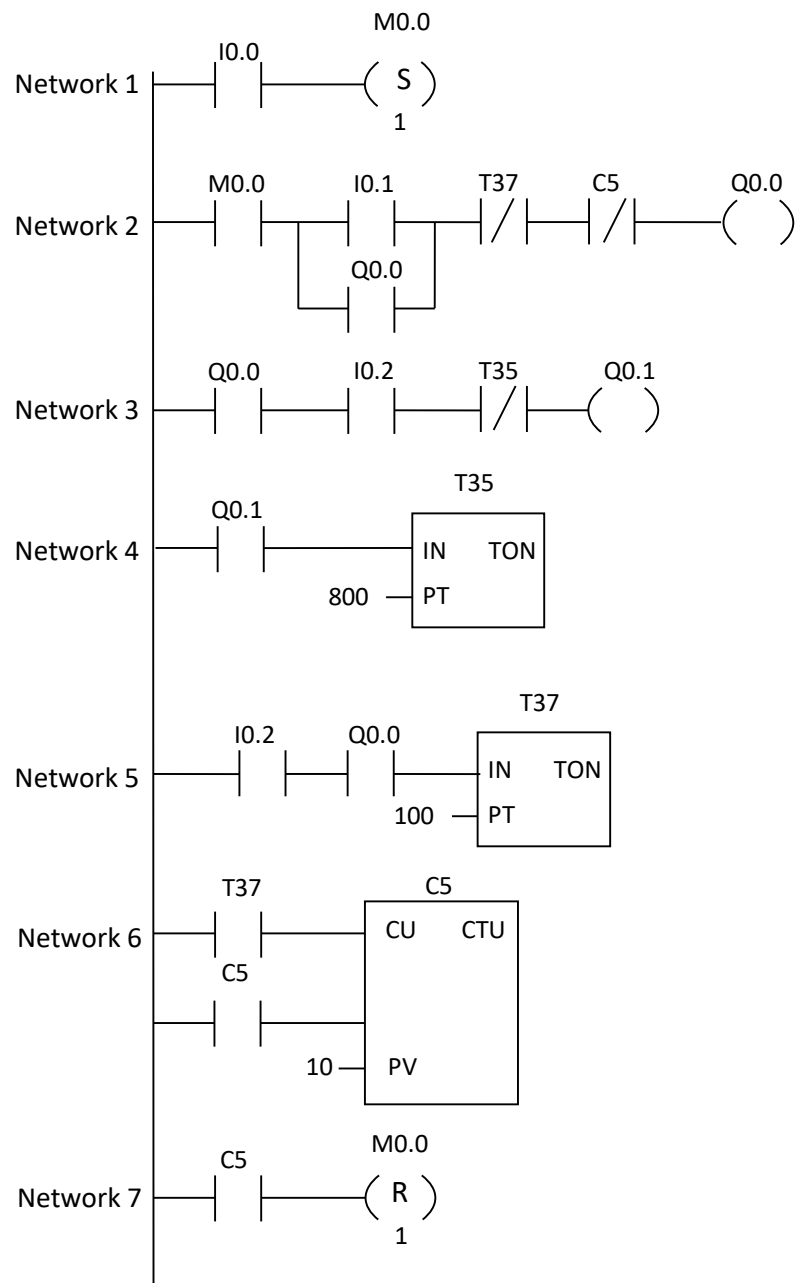 M0.0
I0.0
Network 1
S
1
M0.0 I0.1 T37 C5 Q0.0
Network 2
Q0.0
Q0.0 I0.2 T35 Q0.1
Network 3
T35
Q0.1
Network 4
IN TON
800 PT
T37
I0.2 Q0.0
Network 5
IN TON
100 PT
T37 C5
Network 6
CU CTU
C5
10 PV
M0.0
C5
Network 7
R
1